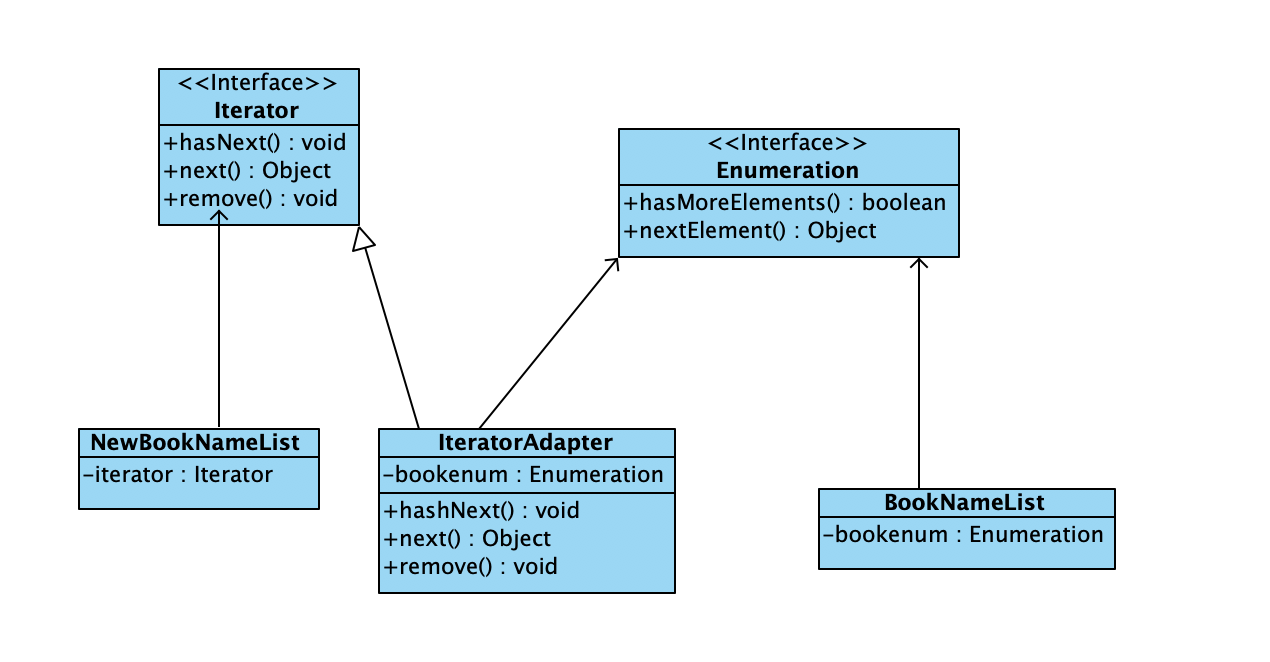 <<Interface>>
Iterator
+hasNext() : void
+next() : Object
+remove() : void
<<Interface>>
Enumeration
+hasMoreElements() : boolean
+nextElement() : Object
NewBookNameList
-iterator : Iterator
IteratorAdapter
-bookenum : Enumeration
+hashNext() : void
+next() : Object
+remove() : void
BookNameList
-bookenum : Enumeration